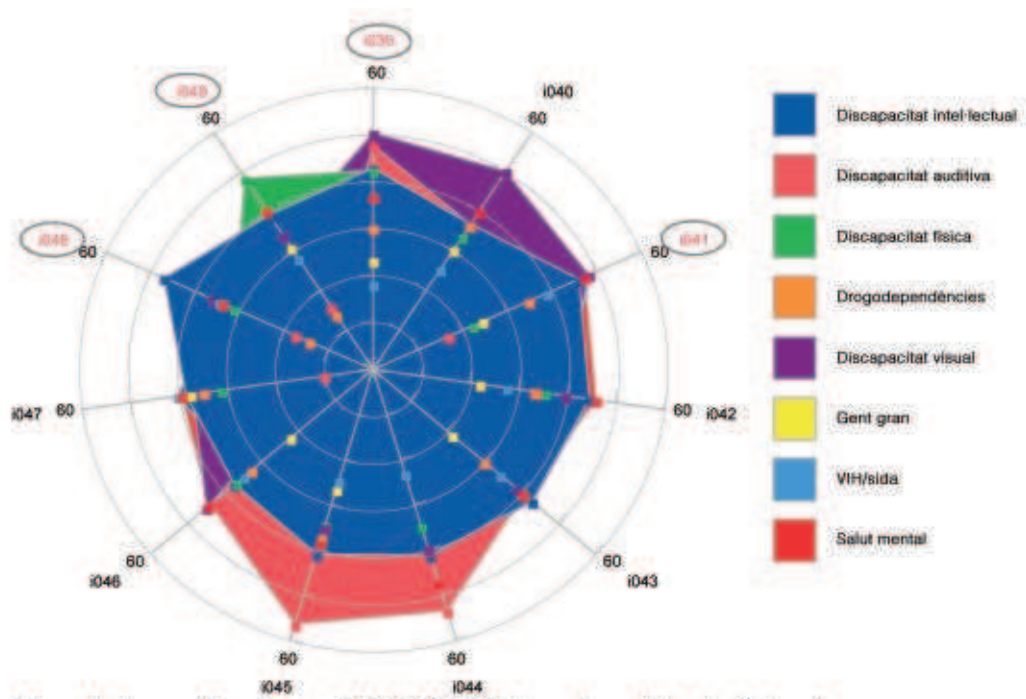 i039
60
i049
60
i040
60
i048
60
i041
60
Discapacitat intel·lectual
Discapacitat auditiva
Discapacitat física
Drogodependències
Discapacitat visual
Gent gran
VIH/sida
Salut mental
i047 60
60 i042
60
i046
60
i043
60
i045
60
i044